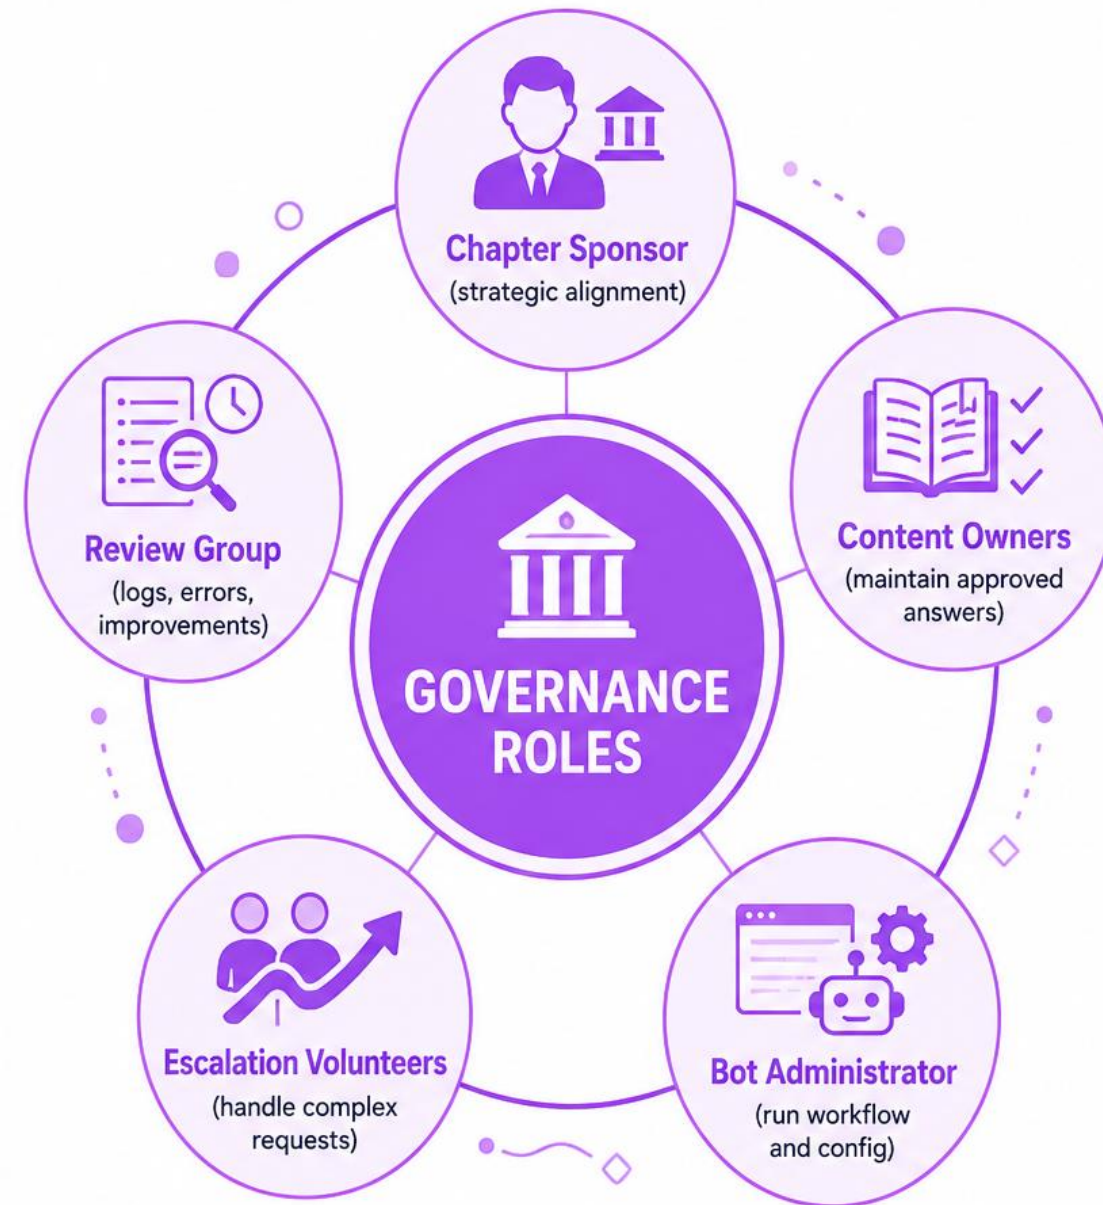 Chapter Sponsor
(strategic alignment)
Review Group
(logs, errors,
improvements)
Content Owners
(maintain approved
answers)
GOVERNANCE
ROLES
Escalation Volunteers
(handle complex
requests)
Bot Administrator
(run workflow
and config)